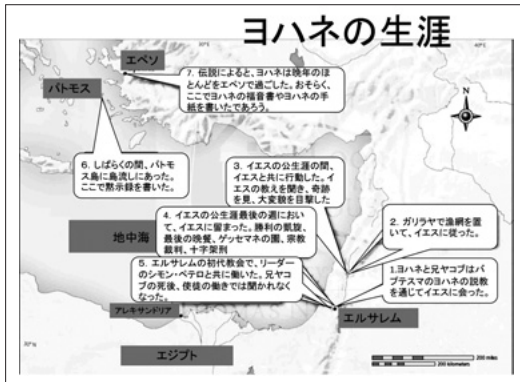 ヨハネの生涯
エペソ
7. 伝説によると、ヨハネは晩年のほ
とんどをエペソで過ごした。おそらく、
ここでヨハネの福音書やヨハネの手
紙を書いたであろう。
パトモス
N
6. しばらくの間、パトモ
ス島に島流しにあった。
ここで黙示録を書いた。
3. イエスの公生涯の間、
イエスと共に行動した。イ
エスの教えを聞き、奇跡
を見、大変貌を目撃した
4. イエスの公生涯最後の週にお
いて、イエスに留まった。勝利の凱旋、
最後の晩餐、ゲッセマネの園、宗教
裁判、十字架刑
2. ガリラヤで漁網を置
いて、イエスに従った。
地中海
5. エルサレムの初代教会で、リーダー
のシモン・ペテロと共に働いた。兄ヤコ
ブの死後、使徒の働きでは聞かれなく
なった。
1.ヨハネと兄ヤコブはバ
プテスマのヨハネの説教
を通じてイエスに会った。
アレキサンドリア
エルサレム
エジプト
200 miles
200 kilometers